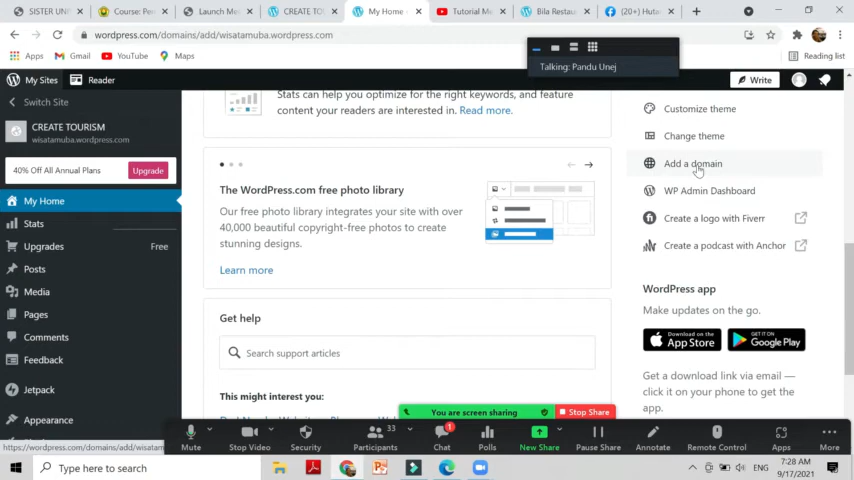 SISTER UN
Course: Pe
Launch Me
CREATE TO
My Home
Tutorial M
Bila Restau
(20+) Huta
wordpress.com/domains/add/wisatamuba.wordpress.com
Apps
Gmail
YouTube
Maps
Reading list
Talking: Pandu Unej
My Sites
Reader
Write
Switch Site
CREATE TOURISM
wisatamuba.wordpress.com
40% Off All Annual Plans
Upgrade
My Home
Stats
Upgrades
Free
Posts
Media
Pages
Comments
Feedback
Jetpack
Appearance
Stats can help you optimize for the right keywords, and feature
content your readers are interested in. Read more.
The WordPress.com free photo library
Our free photo library integrates your site with over
40,000 beautiful copyright-free photos to create
stunning designs.
Learn more
Get help
Search support articles
This might interest you:
Customize theme
Change theme
Add a domain
WP Admin Dashboard
Create a logo with Fiverr
Create a podcast with Anchor
WordPress app
Make updates on the go.
Download on the
App Store
GET IT ON
Google Play
Get a download link via email —
click it on your phone to get the
app.
You are screen sharing
Stop Share
Mute
Stop Video
Security
33
Participants
1
Chat
Polls
New Share
Pause Share
Annotate
Remote Control
Apps
More
https://wordpress.com/domains/add/wisatam
Type here to search
ENG
7:28 AM
9/17/2021